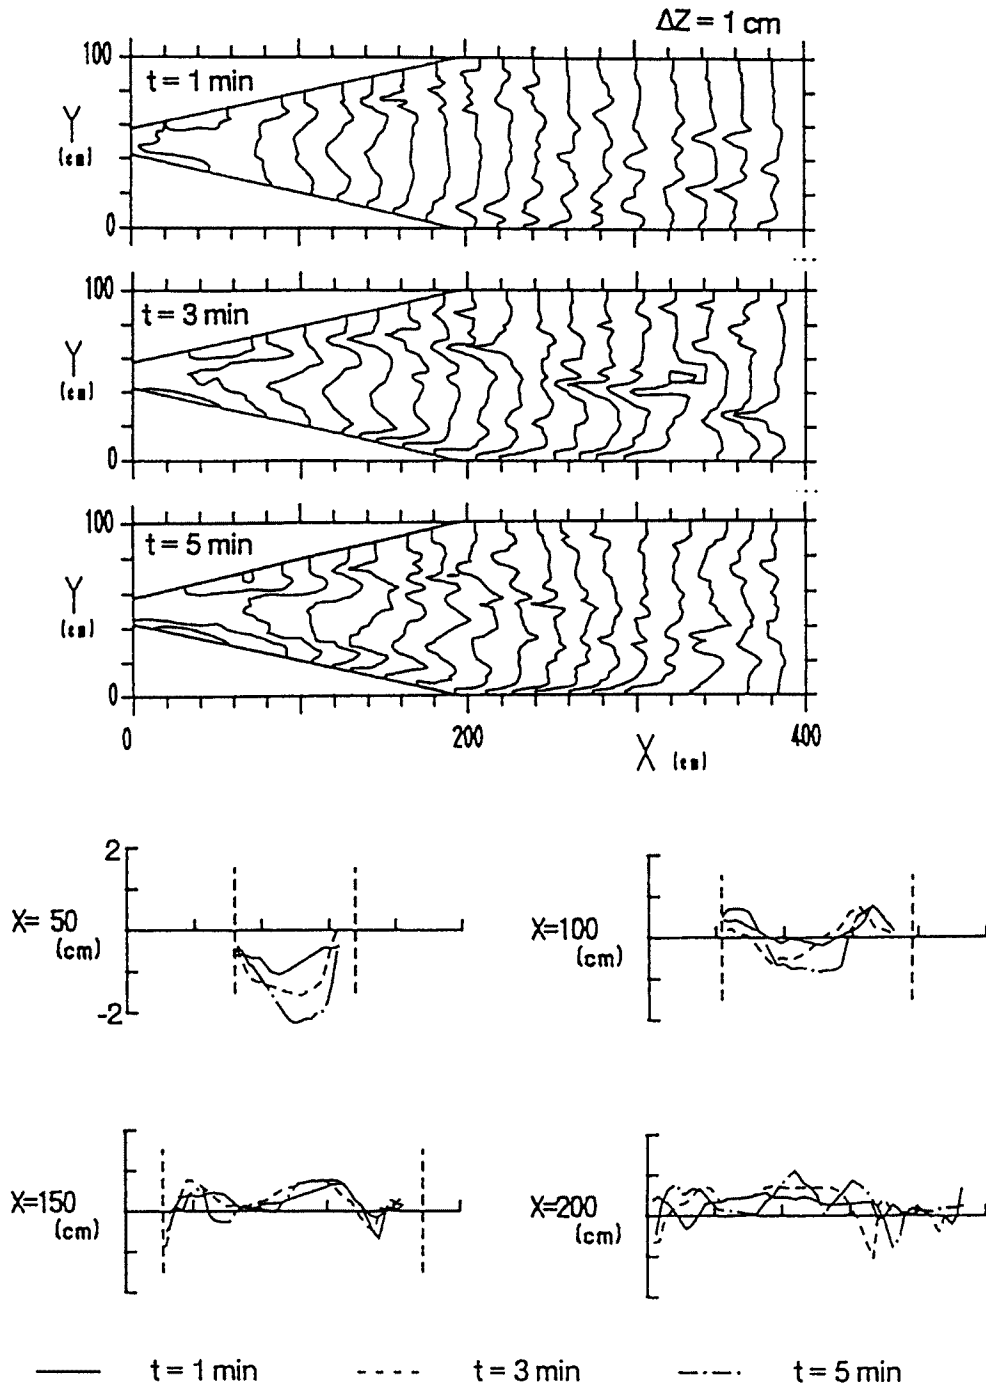 ΔZ = 1 cm
100
t = 1 min
Y
(cm)
0
100
t = 3 min
Y
(cm)
0
100
t = 5 min
Y
(cm)
0
0
200
X (cm)
400
2
X= 50
(cm)
-2
X=100
(cm)
X=150
(cm)
X=200
(cm)
t = 1 min
t = 3 min
t = 5 min